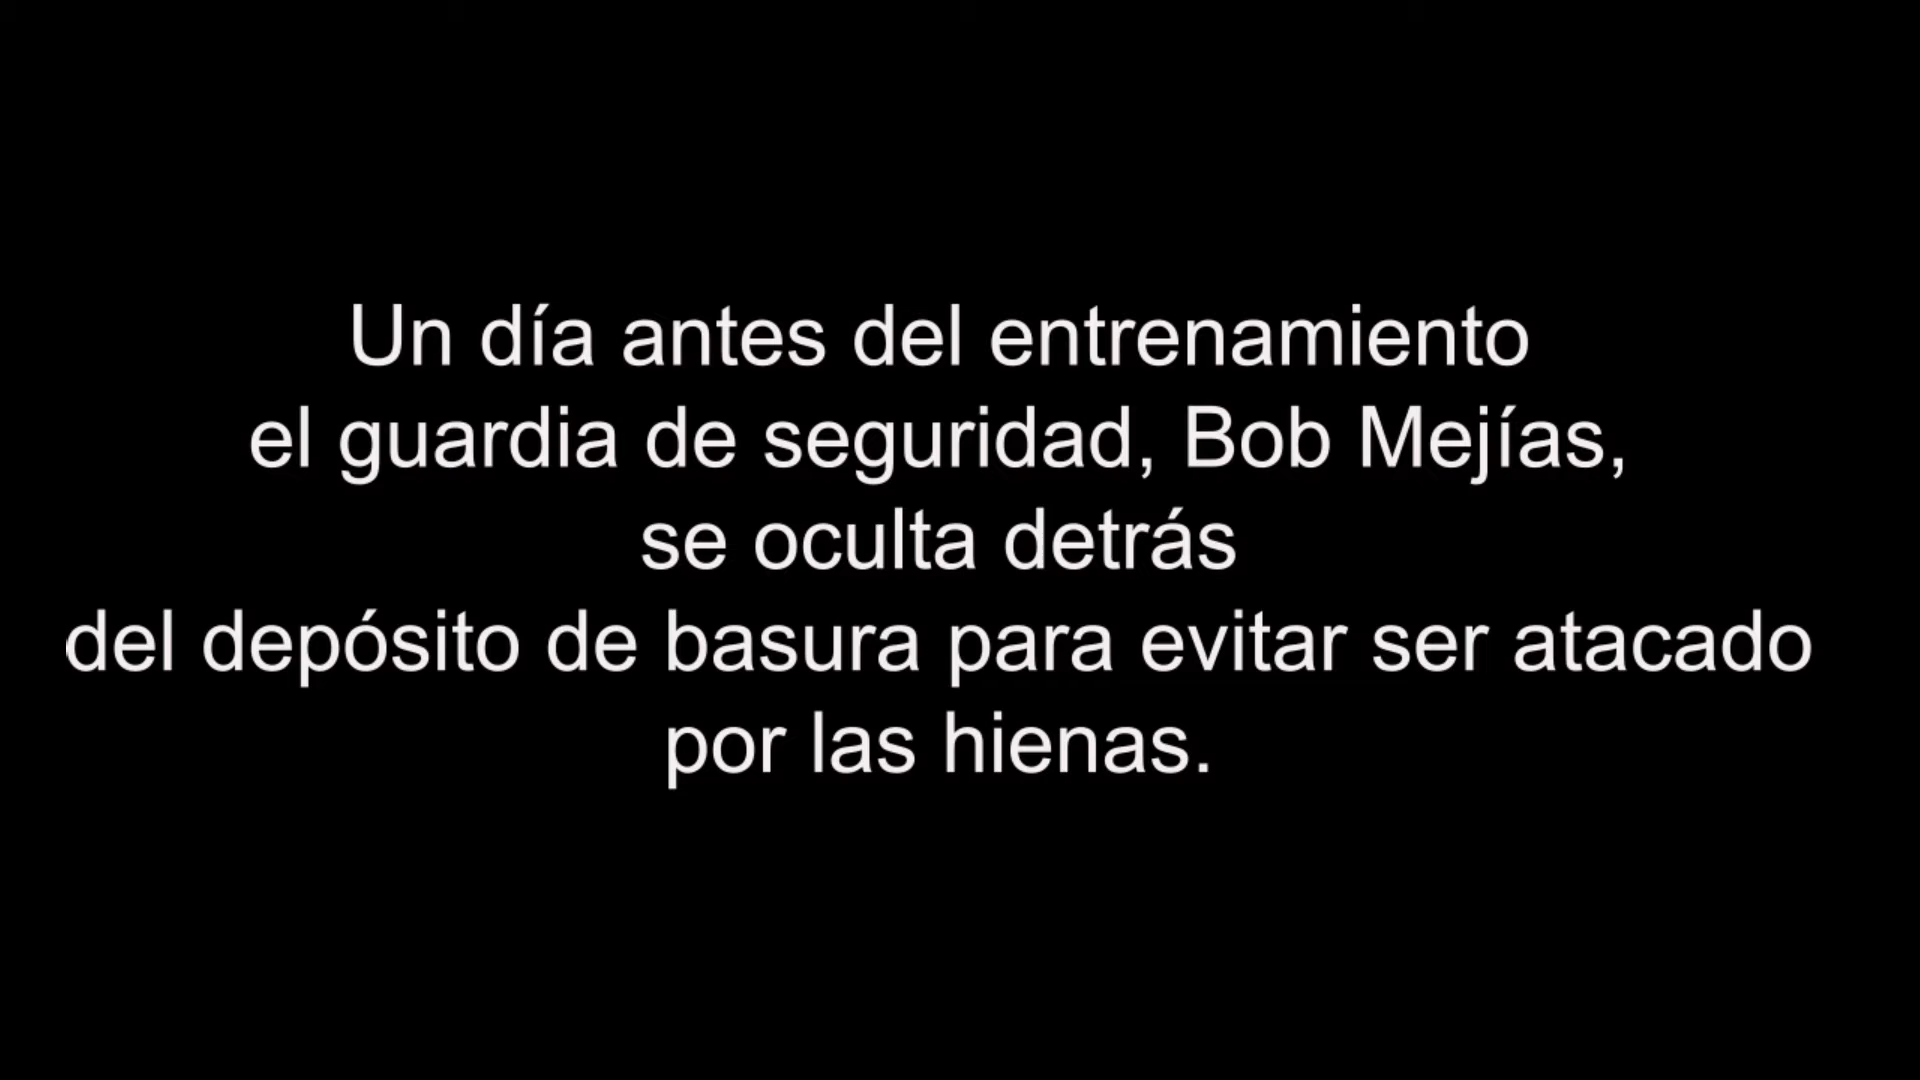 Un día antes del entrenamiento
el guardia de seguridad, Bob Mejías,
se oculta detrás
del depósito de basura para evitar ser atacado
por las hienas.